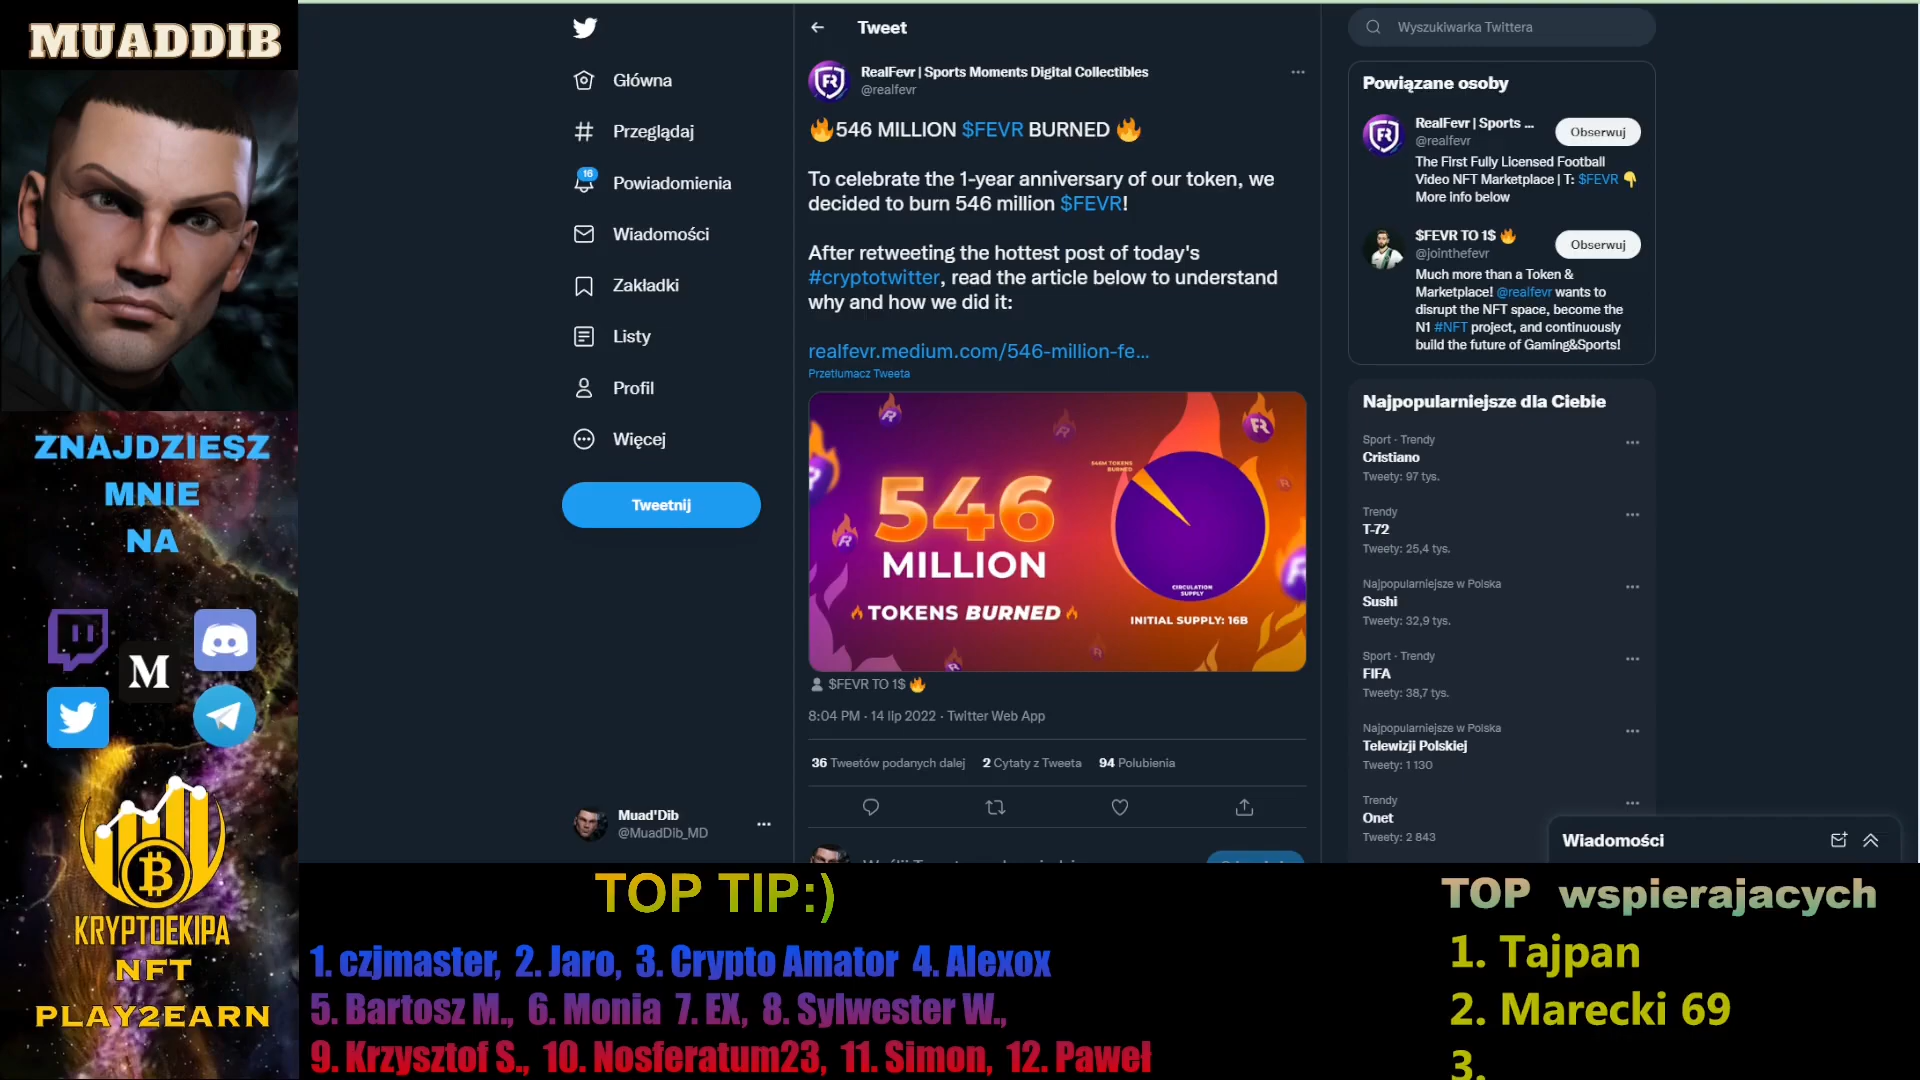 MUADDIB
ZNAJDZIESZ
MNIE
NA
M
KRYPTOEKIPA
NFT
PLAY2EARN
Główna
Przeglądaj
16
Powiadomienia
Wiadomości
Zakładki
Listy
Profil
Więcej
Tweetnij
Muad'Dib
@MuadDib_MD
Tweet
RealFevr | Sports Moments Digital Collectibles
@realfevr
🔥546 MILLION $FEVR BURNED 🔥
To celebrate the 1-year anniversary of our token, we
decided to burn 546 million $FEVR!
After retweeting the hottest post of today's
#cryptotwitter, read the article below to understand
why and how we did it:
realfevr.medium.com/546-million-fe...
Przetłumacz Tweeta
546
MILLION
TOKENS BURNED
546M TOKENS
BURNED
CIRCULATION
SUPPLY
INITIAL SUPPLY: 16B
$FEVR TO 1$ 🔥
8:04 PM · 14 lip 2022 · Twitter Web App
36 Tweetów podanych dalej 2 Cytaty z Tweeta 94 Polubienia
Wyszukiwarka Twittera
Powiązane osoby
RealFevr | Sports ...
@realfevr
Obserwuj
The First Fully Licensed Football
Video NFT Marketplace | T: $FEVR 👇
More info below
$FEVR TO 1$ 🔥
@jointhefevr
Obserwuj
Much more than a Token &
Marketplace! @realfevr wants to
disrupt the NFT space, become the
N1 #NFT project, and continuously
build the future of Gaming&Sports!
Najpopularniejsze dla Ciebie
Sport · Trendy
Cristiano
Tweety: 97 tys.
Trendy
T-72
Tweety: 25,4 tys.
Najpopularniejsze w Polska
Sushi
Tweety: 32,9 tys.
Sport · Trendy
FIFA
Tweety: 38,7 tys.
Najpopularniejsze w Polska
Telewizji Polskiej
Tweety: 1 130
Trendy
Onet
Tweety: 2 843
Wiadomości
TOP TIP:)
1. czjmaster, 2. Jaro, 3. Crypto Amator 4. Alexox
5. Bartosz M., 6. Monia 7. EX, 8. Sylwester W.,
9. Krzysztof S., 10. Nosferatum23, 11. Simon, 12. Paweł
TOP wspierajacych
1. Tajpan
2. Marecki 69
3.